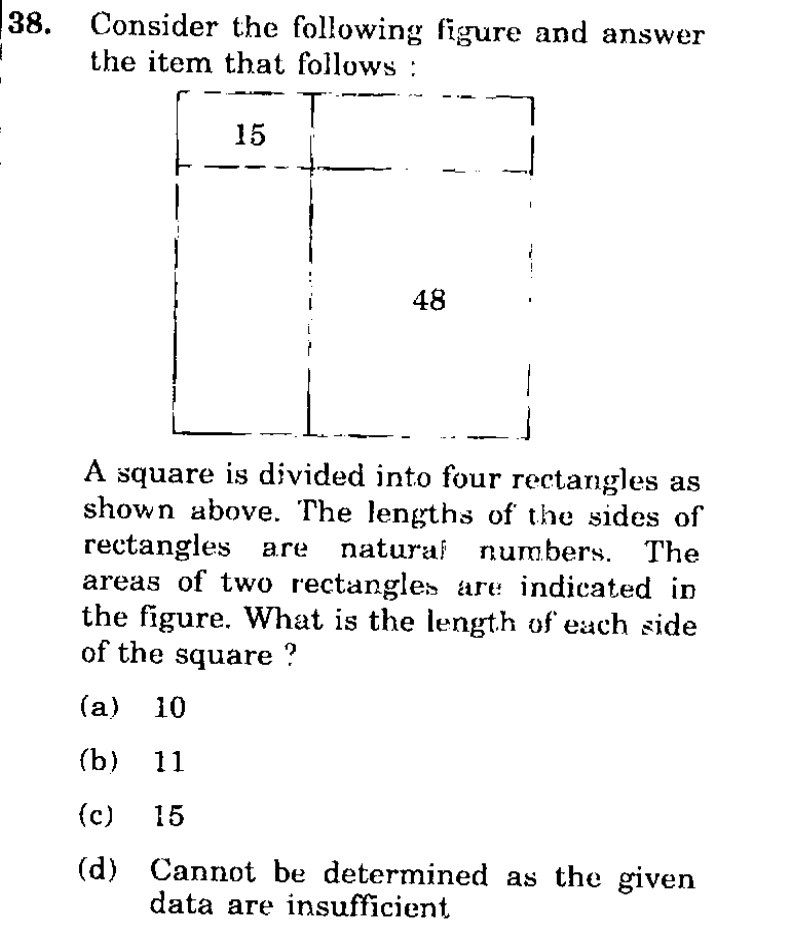 38. Consider the following figure and answer
the item that follows :
15
48
A square is divided into four rectangles as
shown above. The lengths of the sides of
rectangles are natural numbers. The
areas of two rectangles are indicated in
the figure. What is the length of each side
of the square ?
(a) 10
(b) 11
(c) 15
(d) Cannot be determined as the given
data are insufficient